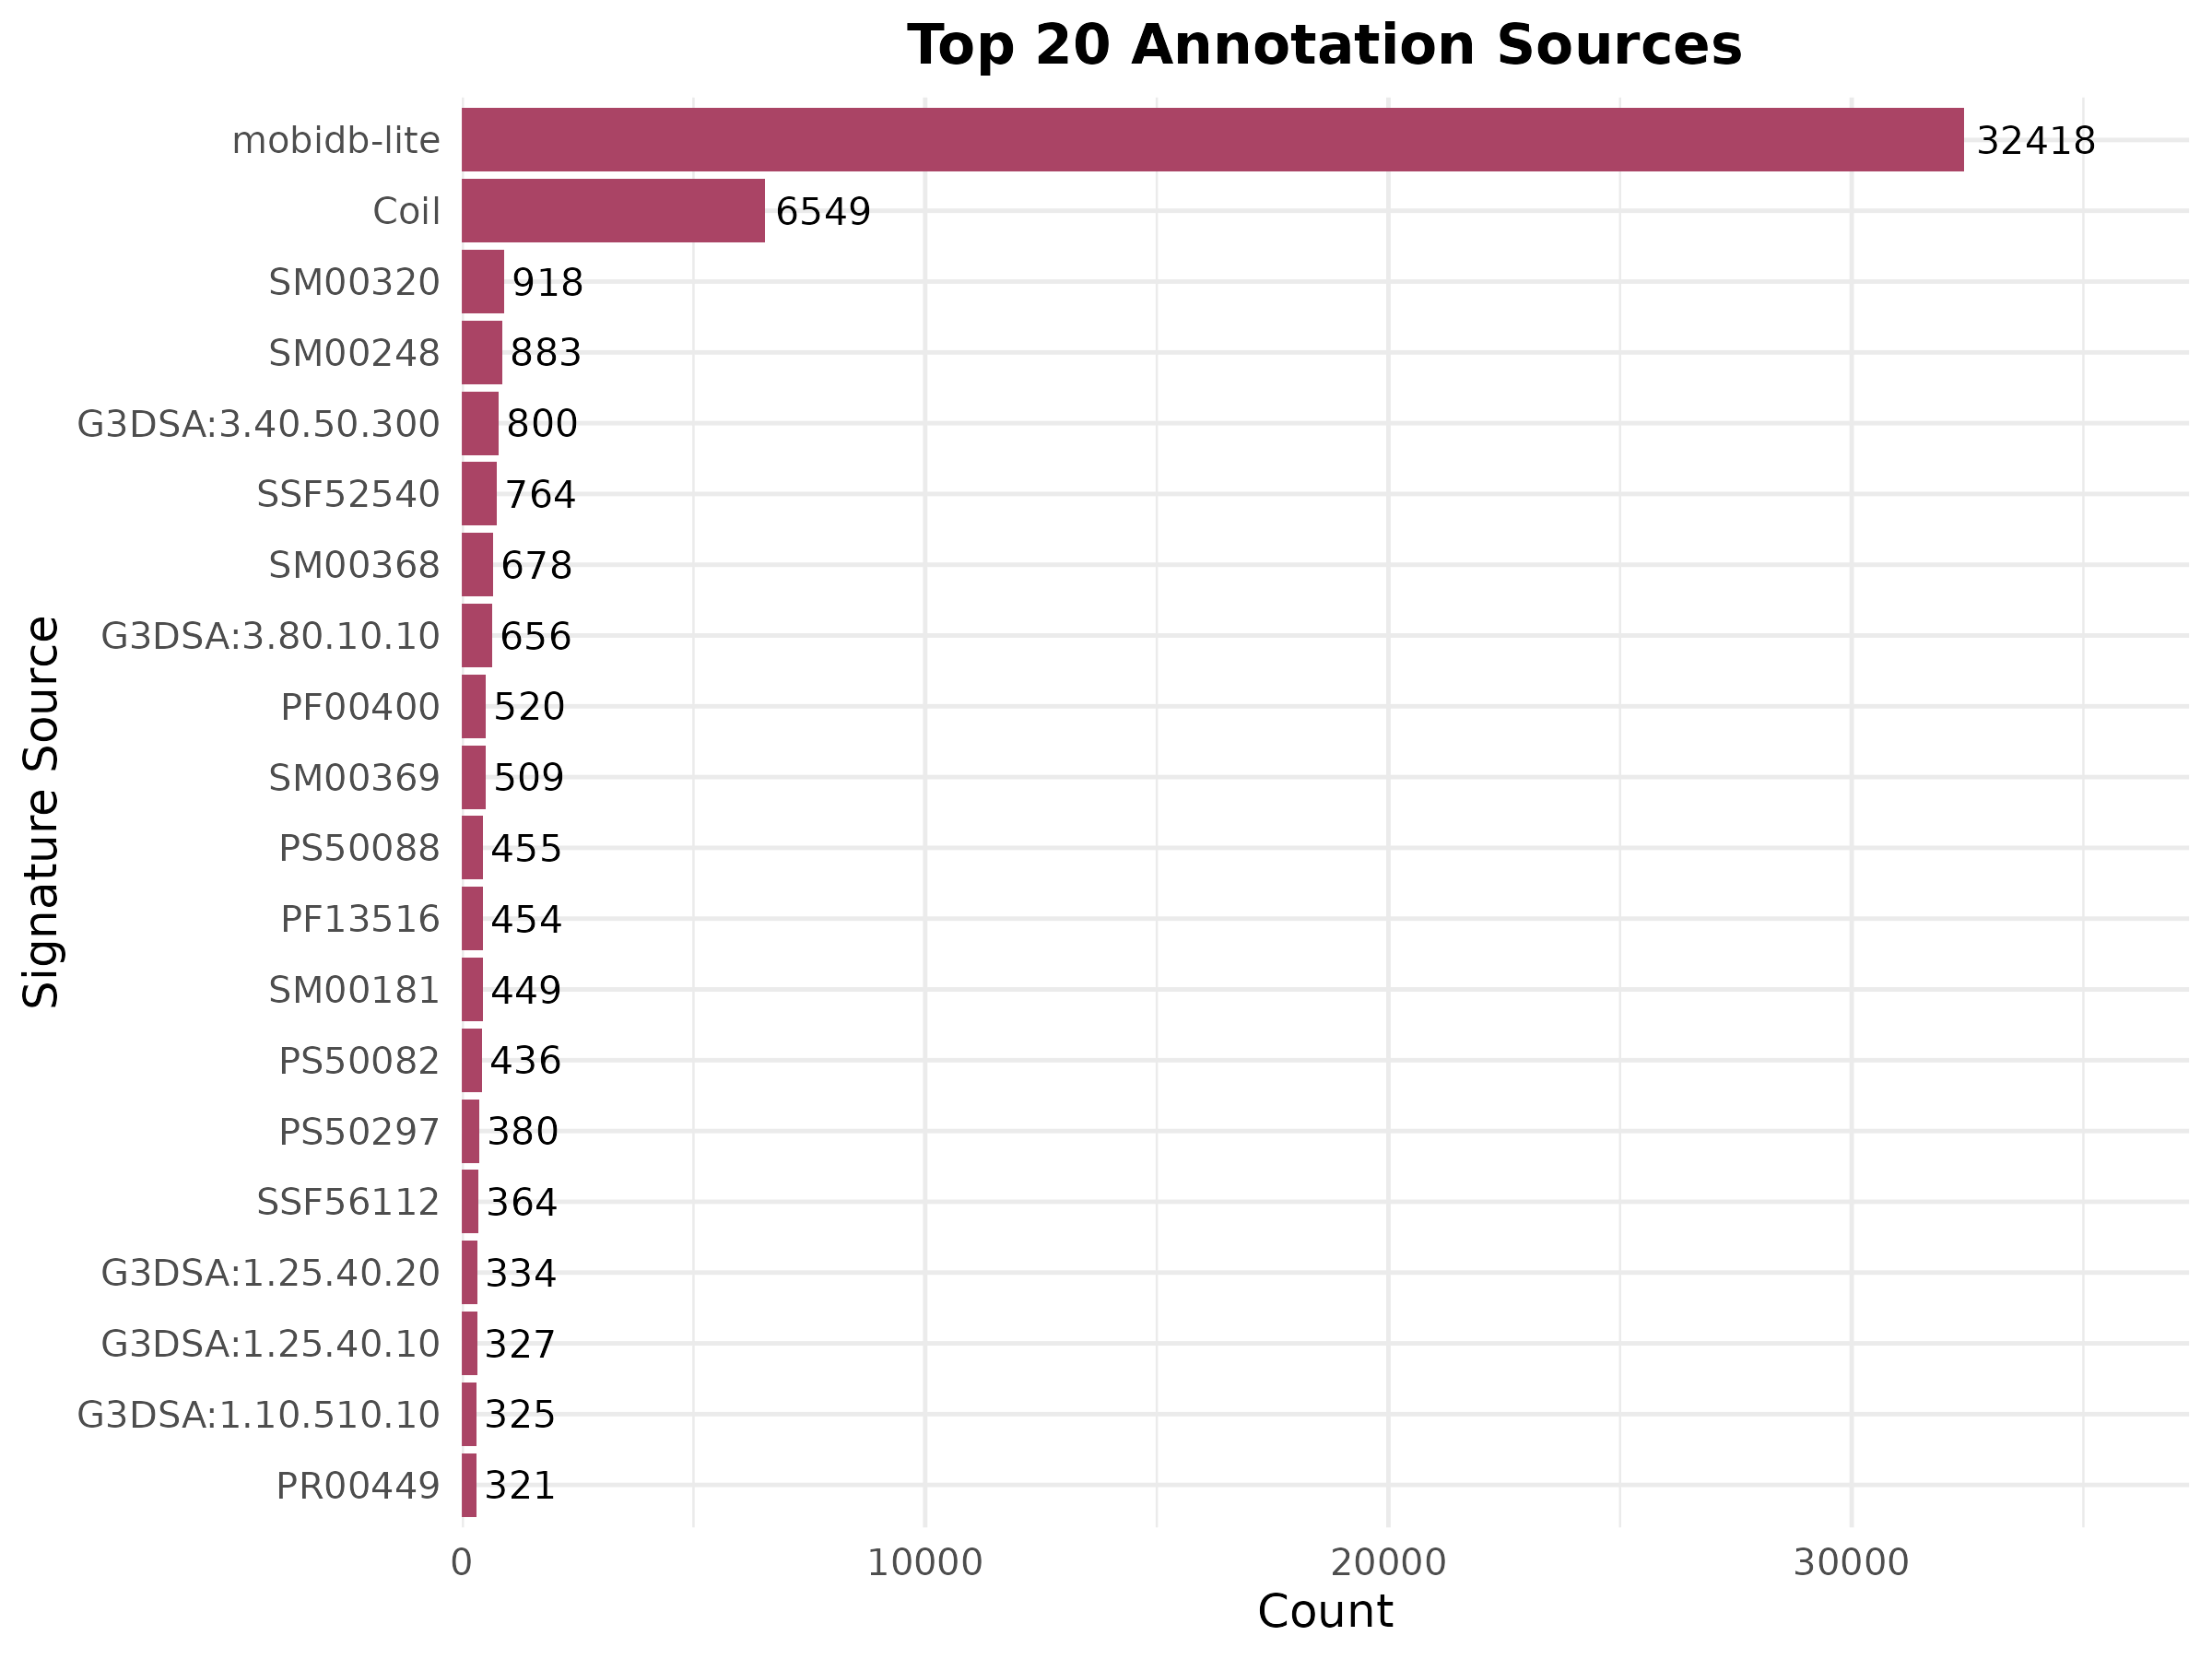 Top 20 Annotation Sources
Signature Source
mobidb-lite 32418
Coil 6549
SM00320 918
SM00248 883
G3DSA:3.40.50.300 800
SSF52540 764
SM00368 678
G3DSA:3.80.10.10 656
PF00400 520
SM00369 509
PS50088 455
PF13516 454
SM00181 449
PS50082 436
PS50297 380
SSF56112 364
G3DSA:1.25.40.20 334
G3DSA:1.25.40.10 327
G3DSA:1.10.510.10 325
PR00449 321
0 10000 20000 30000
Count